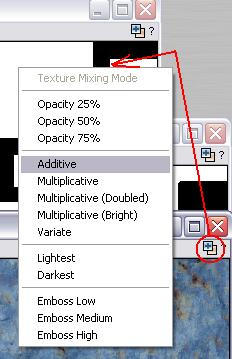 ?
Texture Mixing Mode
Opacity 25%
Opacity 50%
Opacity 75%
Additive
?
Multiplicative
Multiplicative (Doubled)
Multiplicative (Bright)
Variate
?
Lightest
Darkest
Emboss Low
Emboss Medium
Emboss High